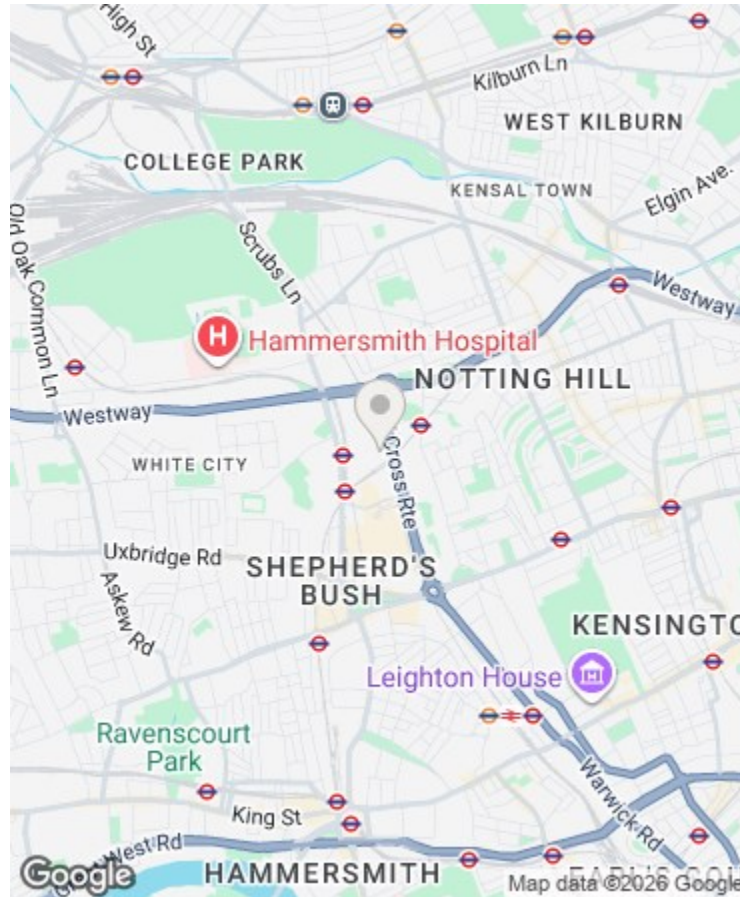 High St
Kilburn Ln
WEST KILBURN
COLLEGE PARK
KENSAL TOWN
Elgin Ave.
Old Oak Common Ln
Scrubs Ln
Westway
H
Hammersmith Hospital
NOTTING HILL
Westway
Cross Rte
WHITE CITY
Uxbridge Rd
SHEPHERD'S
BUSH
Askew Rd
KENSINGTO
Leighton House
Ravenscourt
Park
Warwick Rd
King St
West Rd
HAMMERSMITH
Google
Map data ©2026 Google